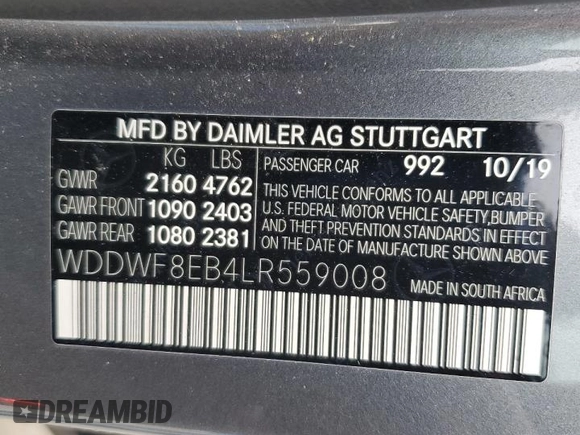 MFD BY DAIMLER AG STUTTGART
KG LBS PASSENGER CAR 992 10/19
GWWR 2160 4762 THIS VEHICLE CONFORMS TO ALL APPLICABLE
GAWR FRONT 1090 2403 U.S. FEDERAL MOTOR VEHICLE SAFETY,BUMPER
GAWR REAR 1080 2381 AND THEFT PREVENTION STANDARDS IN EFFECT
ON THE DATE OF MANUFACTURE SHOWN ABOVE.
WDDWF8EB4LR559008 MADE IN SOUTH AFRICA
DREAMBID